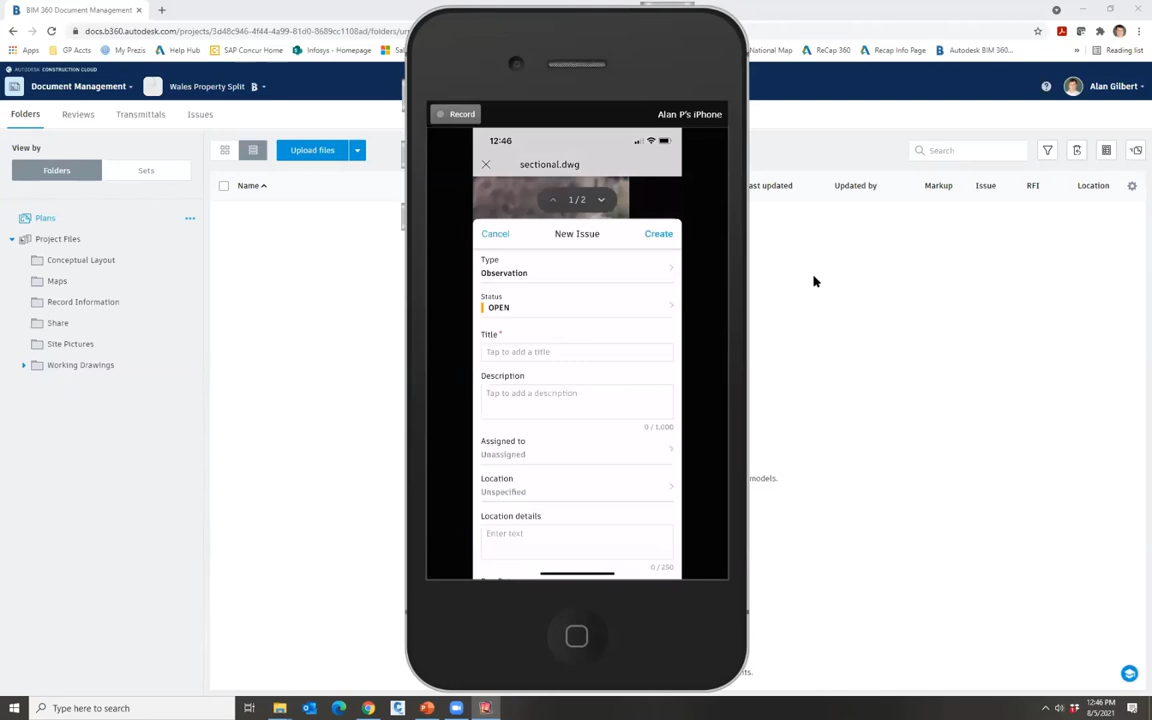 BIM 360 Document Management
docs.b360.autodesk.com/projects/3d48c946-4f44-4a99-81d0-8689cc1108ad/folders/ur
Apps
GP Accts
My Prezis
Help Hub
SAP Concur Home
Infosys - Homepage
National Map
ReCap 360
Recap Info Page
Autodesk BIM 360...
Reading list
AUTODESK CONSTRUCTION CLOUD
Document Management
Wales Property Split
Alan Gilbert
Folders
Reviews
Transmittals
Issues
View by
Folders
Sets
Upload files
Search
Name
last updated
Updated by
Markup
Issue
RFI
Location
Plans
Project Files
Conceptual Layout
Maps
Record Information
Share
Site Pictures
Working Drawings
models.
Record
Alan P's iPhone
12:46
sectional.dwg
1 / 2
Cancel
New Issue
Create
Type
Observation
Status
OPEN
Title *
Tap to add a title
Description
Tap to add a description
0 / 1,000
Assigned to
Unassigned
Location
Unspecified
Location details
Enter text
0 / 250
Type here to search
12:46 PM
8/5/2021